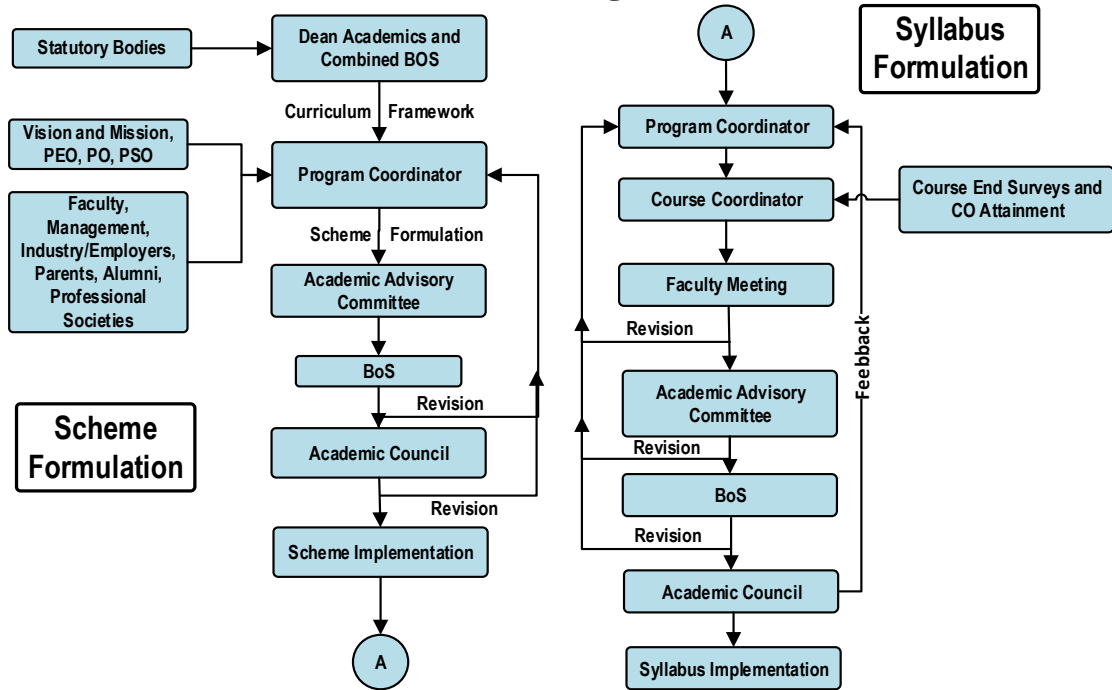 Statutory Bodies
Dean Academics and
Combined BOS
Curriculum Framework
Vision and Mission,
PEO, PO, PSO
Program Coordinator
Faculty,
Management,
Industry/Employers,
Parents, Alumni,
Professional
Societies
Scheme Formulation
Academic Advisory
Committee
BoS
Revision
Scheme
Formulation
Academic Council
Revision
Scheme Implementation
A
A
Syllabus
Formulation
Program Coordinator
Course Coordinator
Course End Surveys and
CO Attainment
Faculty Meeting
Revision
Feebback
Academic Advisory
Committee
Revision
BoS
Revision
Academic Council
Syllabus Implementation